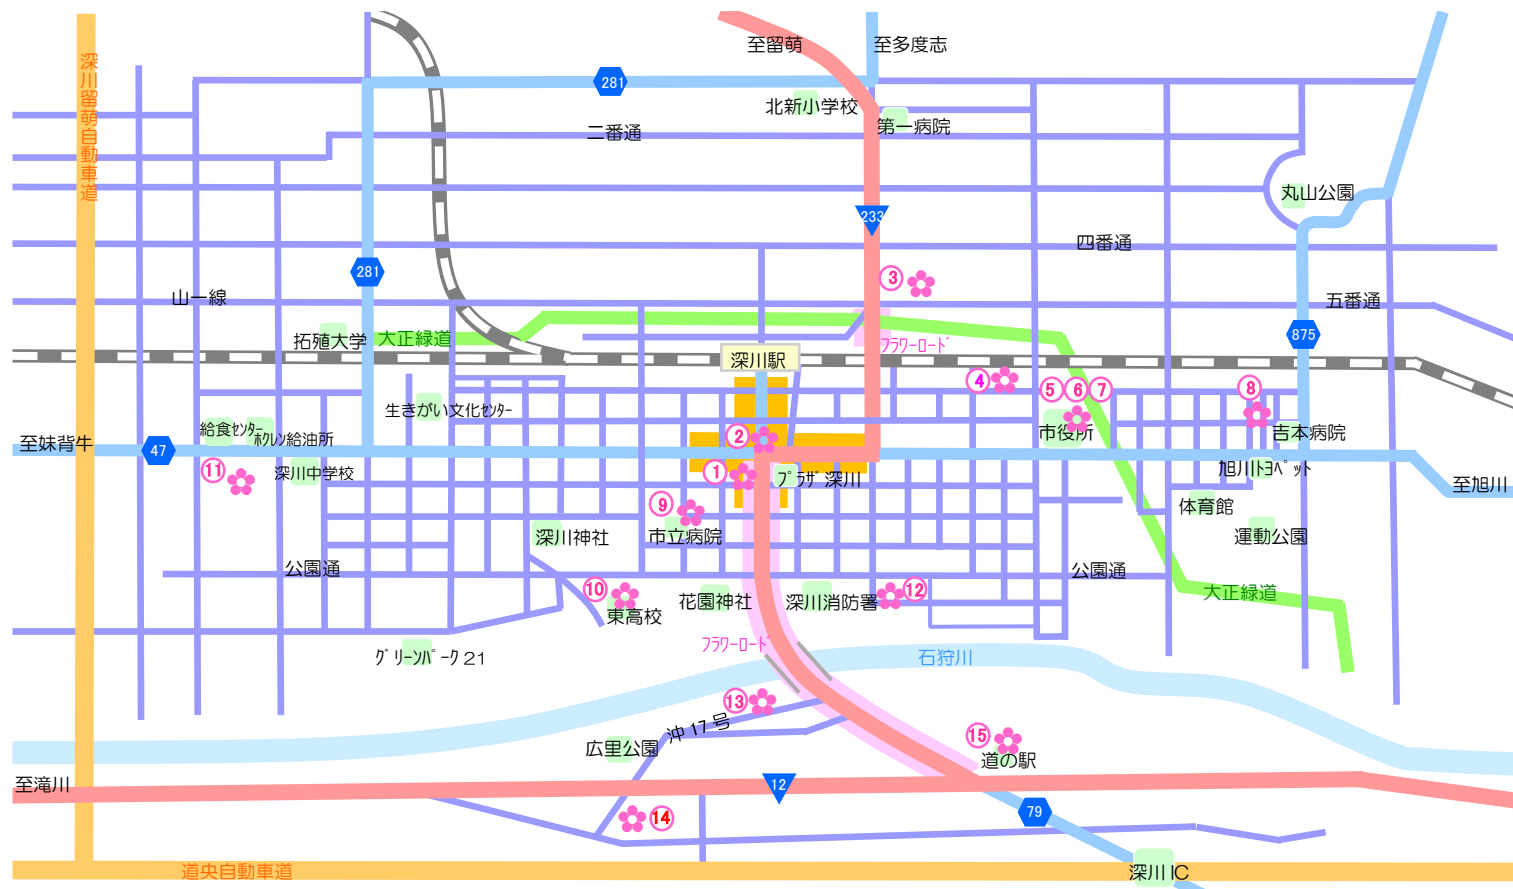 至留萌
至多度志
深川留萌自動車道
281
北新小学校
第一病院
二番通
丸山公園
233
四番通
281
③
山一線
五番通
拓殖大学
大正緑道
フラワーロード
875
深川駅
④
⑤
⑥
⑦
⑧
生きがい文化センター
給食センター
ホクレン給油所
市役所
吉本病院
至妹背牛
47
②
⑪
深川中学校
①
プラザ深川
旭川トヨペット
至旭川
⑨
体育館
深川神社
市立病院
運動公園
公園通
公園通
⑩
東高校
花園神社
深川消防署
⑫
大正緑道
グリーンパーク21
フラワーロード
石狩川
⑬
沖17号
広里公園
⑮
道の駅
至滝川
12
⑭
79
道央自動車道
深川IC